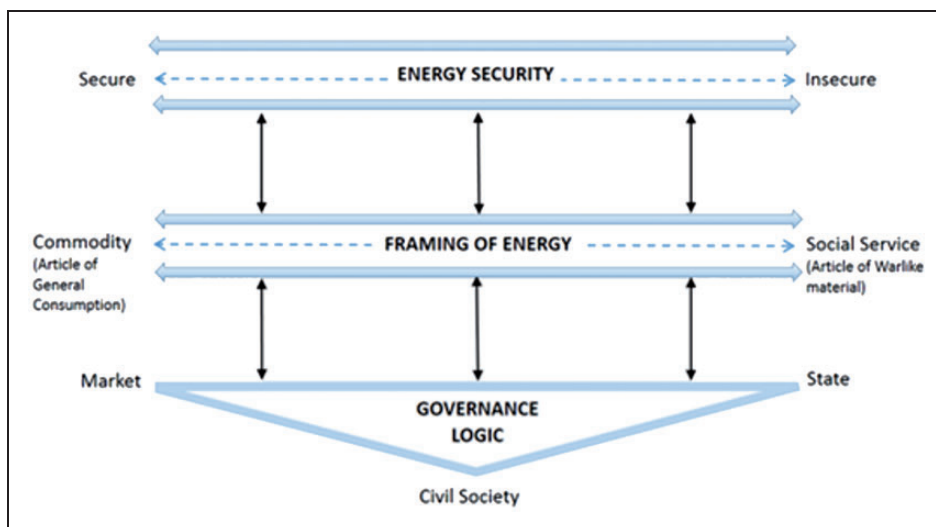 Secure
ENERGY SECURITY
Insecure
Commodity
(Article of
General
Consumption)
FRAMING OF ENERGY
Social Service
(Article of Warlike
material)
Market
State
GOVERNANCE
LOGIC
Civil Society